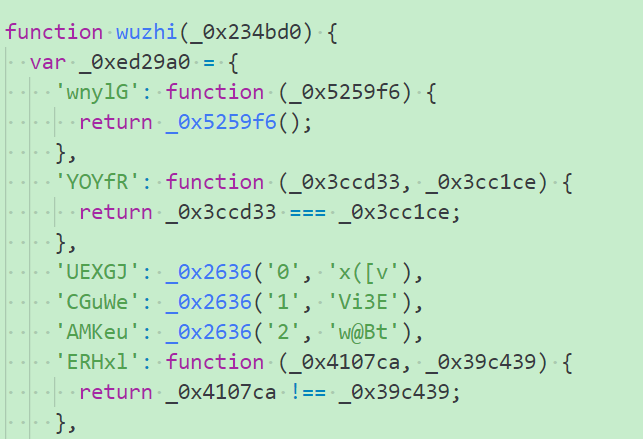 function wuzhi(_0x234bd0) {
var _0xed29a0 = {
'wnylG': function (_0x5259f6) {
return _0x5259f6();
},
'YOYfR': function (_0x3ccd33, _0x3cc1ce) {
return _0x3ccd33 === _0x3cc1ce;
},
'UEXGJ': _0x2636('0', 'x([v'),
'CGuWe': _0x2636('1', 'Vi3E'),
'AMKeu': _0x2636('2', 'w@Bt'),
'ERHxl': function (_0x4107ca, _0x39c439) {
return _0x4107ca !== _0x39c439;
},